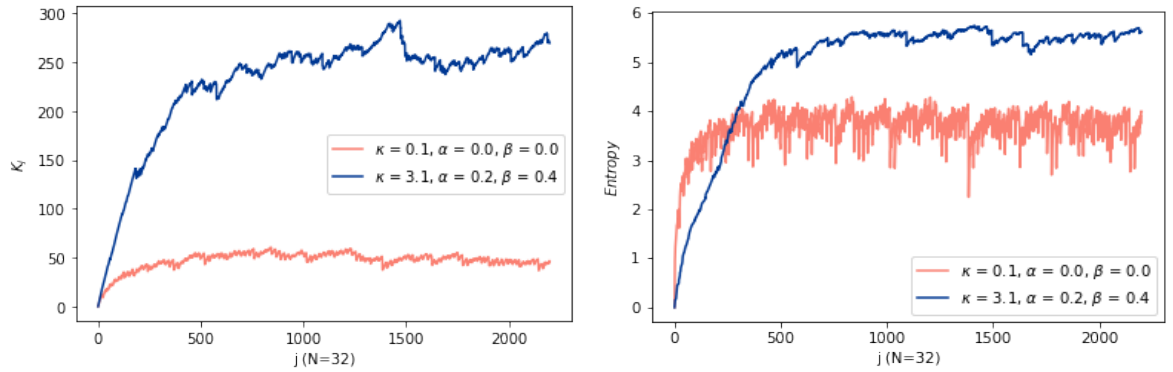 300
250
200
150
100
50
0
K_j
κ = 0.1, α = 0.0, β = 0.0
κ = 3.1, α = 0.2, β = 0.4
0 500 1000 1500 2000
j (N=32)
6
5
4
3
2
1
0
Entropy
κ = 0.1, α = 0.0, β = 0.0
κ = 3.1, α = 0.2, β = 0.4
0 500 1000 1500 2000
j (N=32)